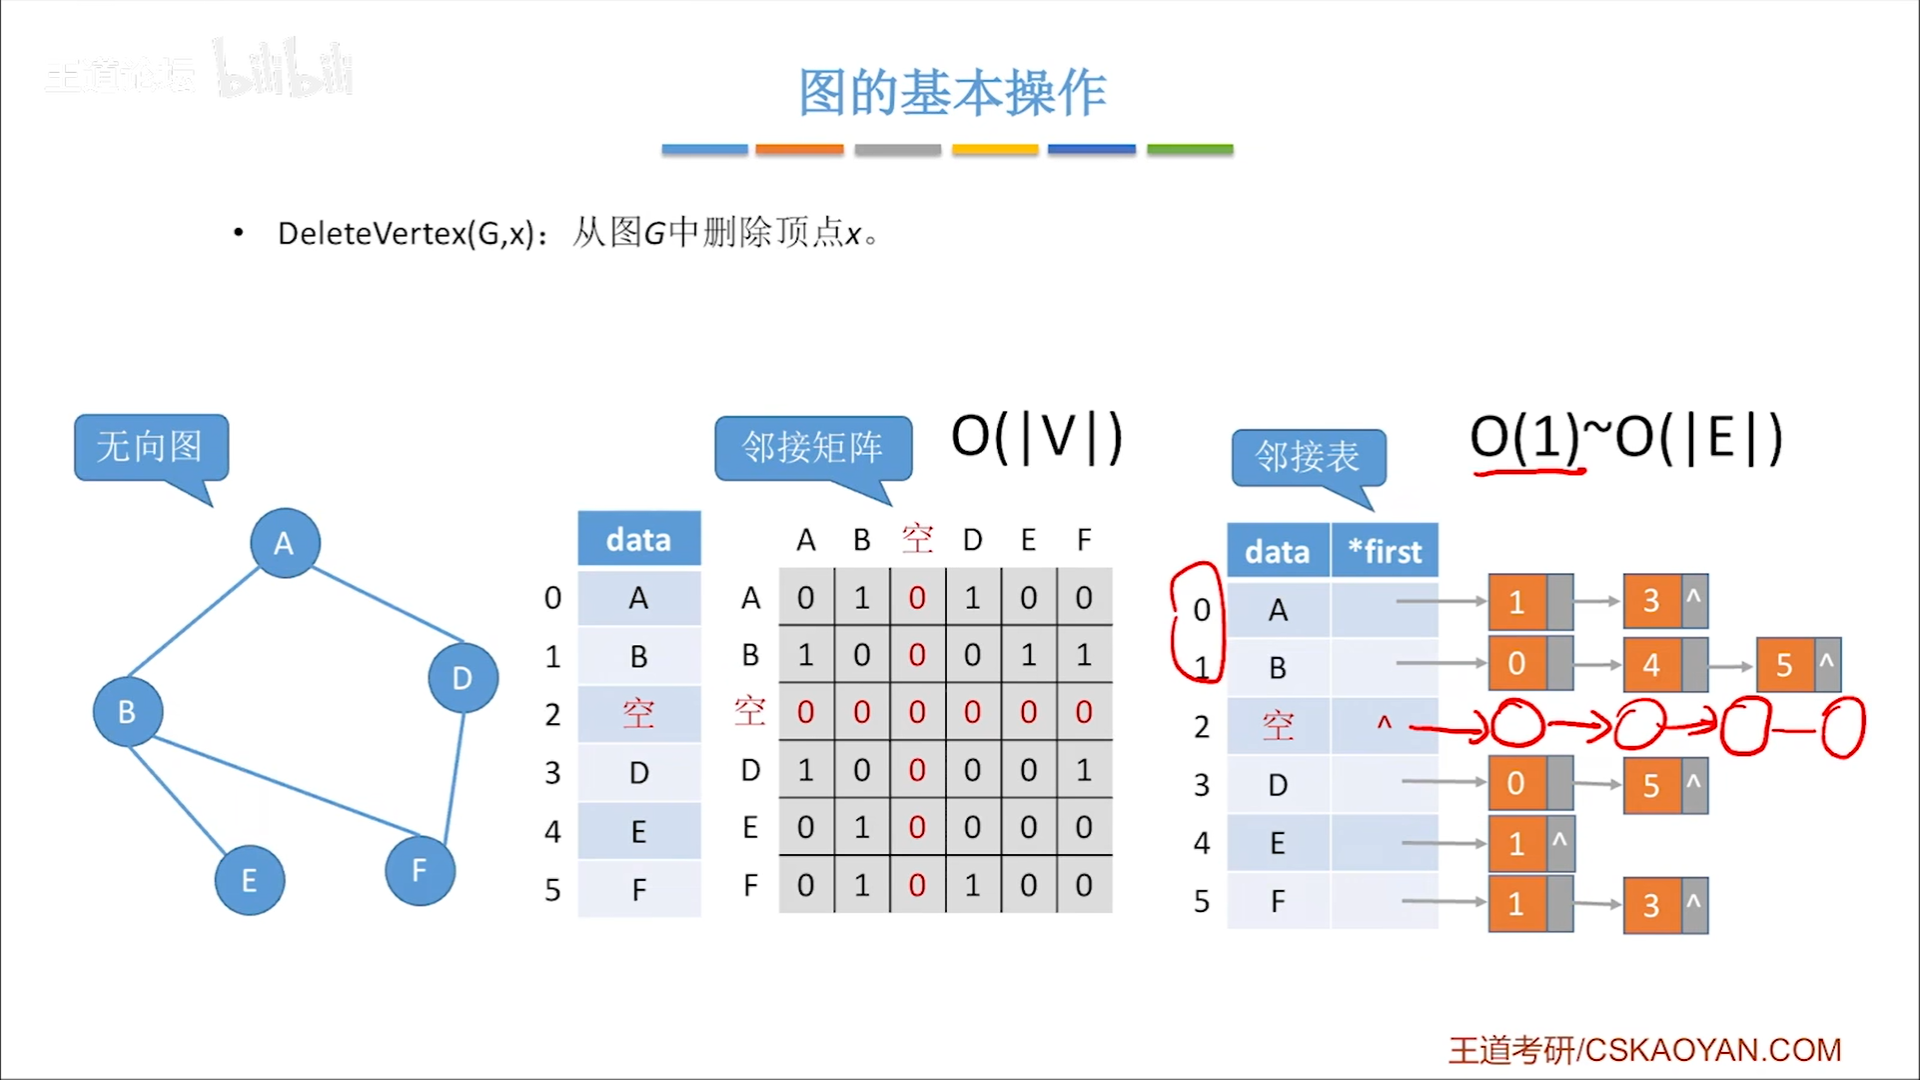 王道论坛 bilibili
图的基本操作
• DeleteVertex(G,x)：从图G中删除顶点x。
无向图
A
D
B
E
F
邻接矩阵
O(|V|)
data
0 A
1 B
2 空
3 D
4 E
5 F
A B 空 D E F
A 0 1 0 1 0 0
B 1 0 0 0 1 1
空 0 0 0 0 0 0
D 1 0 0 0 0 1
E 0 1 0 0 0 0
F 0 1 0 1 0 0
邻接表
O(1)~O(|E|)
data *first
0 A 1 3 ^
1 B 0 4 5 ^
2 空 ^
3 D 0 5 ^
4 E 1 ^
5 F 1 3 ^
王道考研/CSKAOYAN.COM